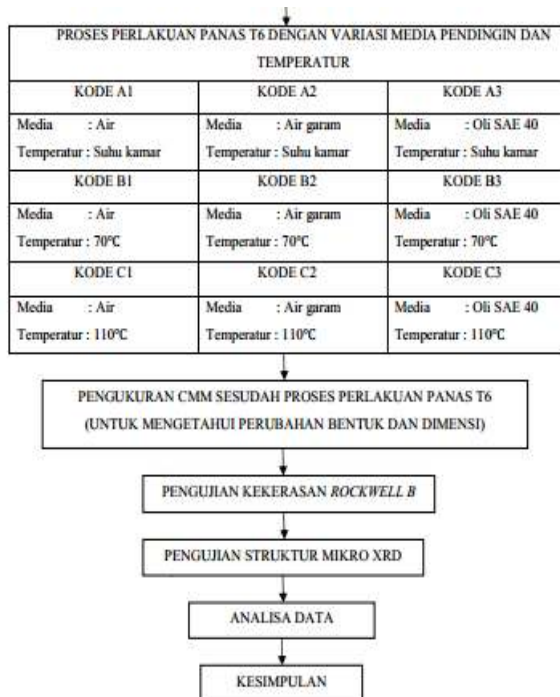 PROSES PERLAKUAN PANAS T6 DENGAN VARIASI MEDIA PENDINGIN DAN
TEMPERATUR
KODE A1
KODE A2
KODE A3
Media : Air
Temperatur : Suhu kamar
Media : Air garam
Temperatur : Suhu kamar
Media : Oli SAE 40
Temperatur : Suhu kamar
KODE B1
KODE B2
KODE B3
Media : Air
Temperatur : 70℃
Media : Air garam
Temperatur : 70℃
Media : Oli SAE 40
Temperatur : 70℃
KODE C1
KODE C2
KODE C3
Media : Air
Temperatur : 110℃
Media : Air garam
Temperatur : 110℃
Media : Oli SAE 40
Temperatur : 110℃
PENGUKURAN CMM SESUDAH PROSES PERLAKUAN PANAS T6
(UNTUK MENGETAHUI PERUBAHAN BENTUK DAN DIMENSI)
PENGUJIAN KEKERASAN ROCKWELL B
PENGUJIAN STRUKTUR MIKRO XRD
ANALISA DATA
KESIMPULAN